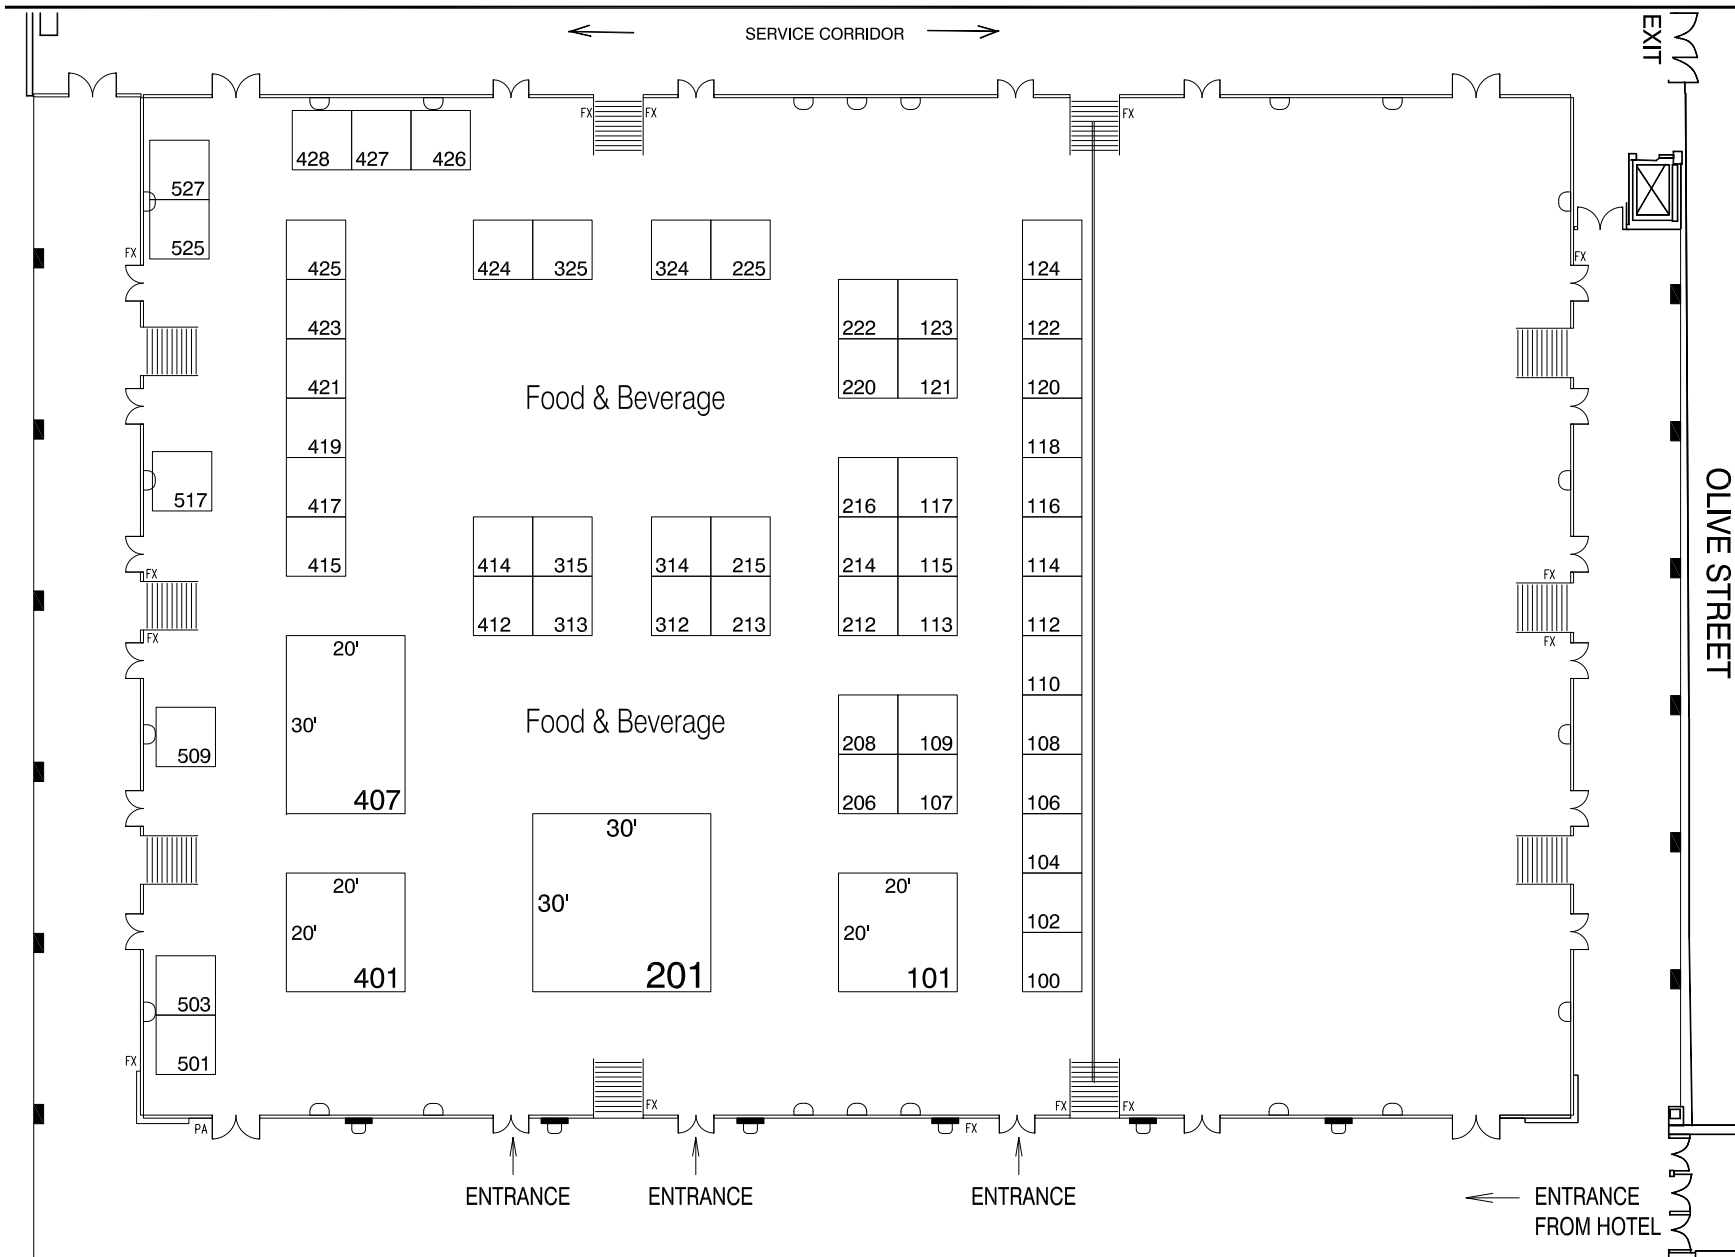 SERVICE CORRIDOR
EXIT
FX FX FX
428 427 426
527
525
FX
FX
425
424 325
324 225
124
423
222 123
122
421
220 121
120
Food & Beverage
419
118
517
417
216 117
116
OLIVE STREET
415
414 315
314 215
214 115
114
FX
FX
412 313
312 213
212 113
112
FX
FX
20'
30'
407
110
Food & Beverage
509
208 109
108
206 107
106
30'
30'
201
104
20'
20'
401
20'
20'
101
102
100
503
501
FX
FX
FX
FX
PA
FX
ENTRANCE
ENTRANCE
ENTRANCE
ENTRANCE
FROM HOTEL